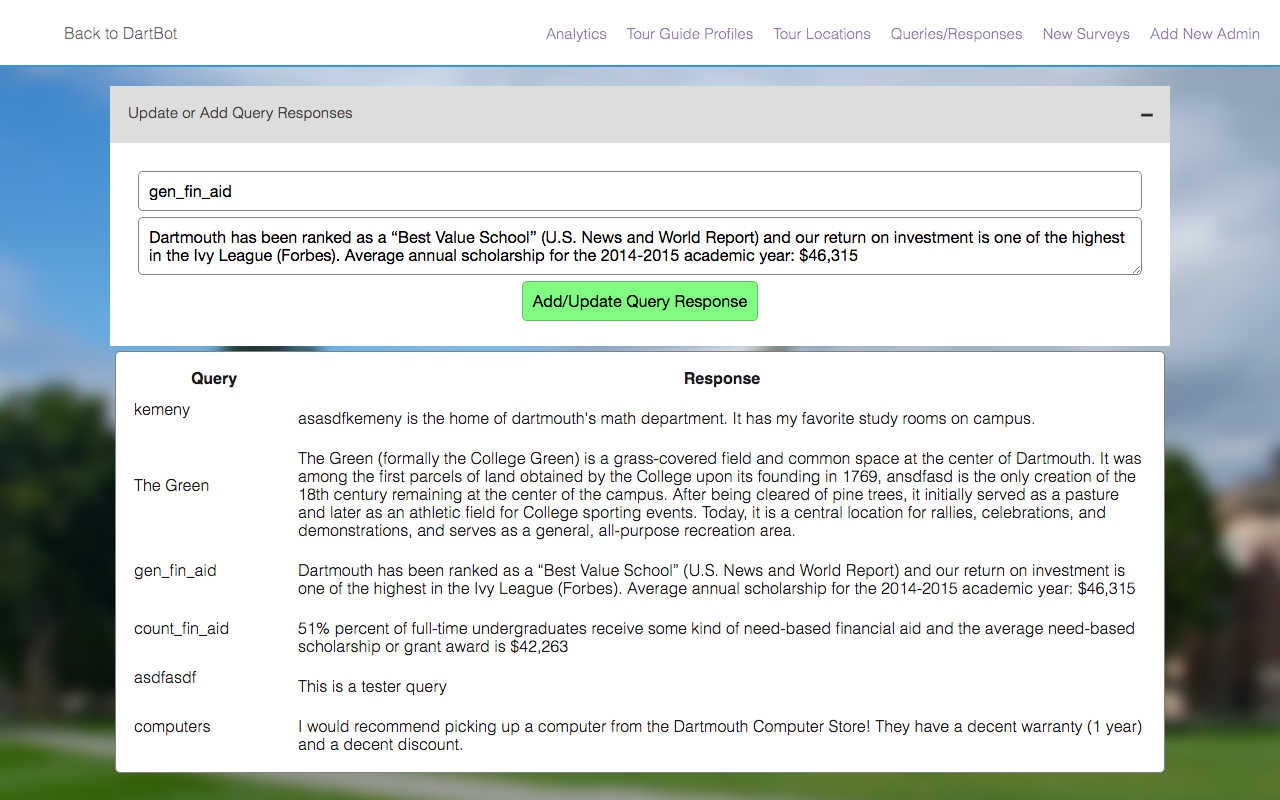 Back to DartBot
Analytics
Tour Guide Profiles
Tour Locations
Queries/Responses
New Surveys
Add New Admin
Update or Add Query Responses
gen_fin_aid
Dartmouth has been ranked as a “Best Value School” (U.S. News and World Report) and our return on investment is one of the highest
in the Ivy League (Forbes). Average annual scholarship for the 2014-2015 academic year: $46,315
Add/Update Query Response
Query
Response
kemeny
asasdfkemeny is the home of dartmouth's math department. It has my favorite study rooms on campus.
The Green
The Green (formally the College Green) is a grass-covered field and common space at the center of Dartmouth. It was
among the first parcels of land obtained by the College upon its founding in 1769, ansdfasd is the only creation of the
18th century remaining at the center of the campus. After being cleared of pine trees, it initially served as a pasture
and later as an athletic field for College sporting events. Today, it is a central location for rallies, celebrations, and
demonstrations, and serves as a general, all-purpose recreation area.
gen_fin_aid
Dartmouth has been ranked as a “Best Value School” (U.S. News and World Report) and our return on investment is
one of the highest in the Ivy League (Forbes). Average annual scholarship for the 2014-2015 academic year: $46,315
count_fin_aid
51% percent of full-time undergraduates receive some kind of need-based financial aid and the average need-based
scholarship or grant award is $42,263
asdfasdf
This is a tester query
computers
I would recommend picking up a computer from the Dartmouth Computer Store! They have a decent warranty (1 year)
and a decent discount.